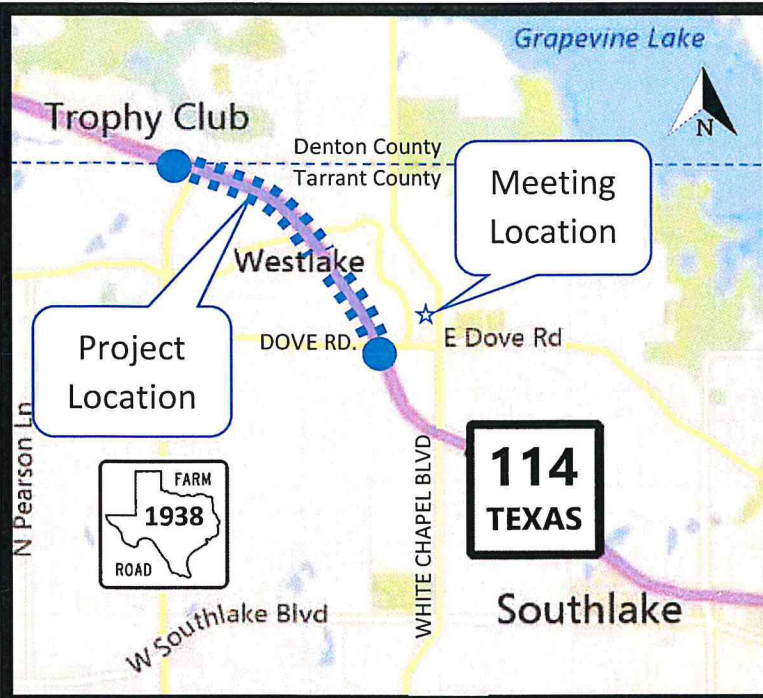 Grapevine Lake
N
Trophy Club
Denton County
Tarrant County
Meeting
Location
Westlake
Project
Location
DOVE RD.
E Dove Rd
N Pearson Ln
FARM
1938
ROAD
WHITE CHAPEL BLVD
114
TEXAS
Southlake
W Southlake Blvd